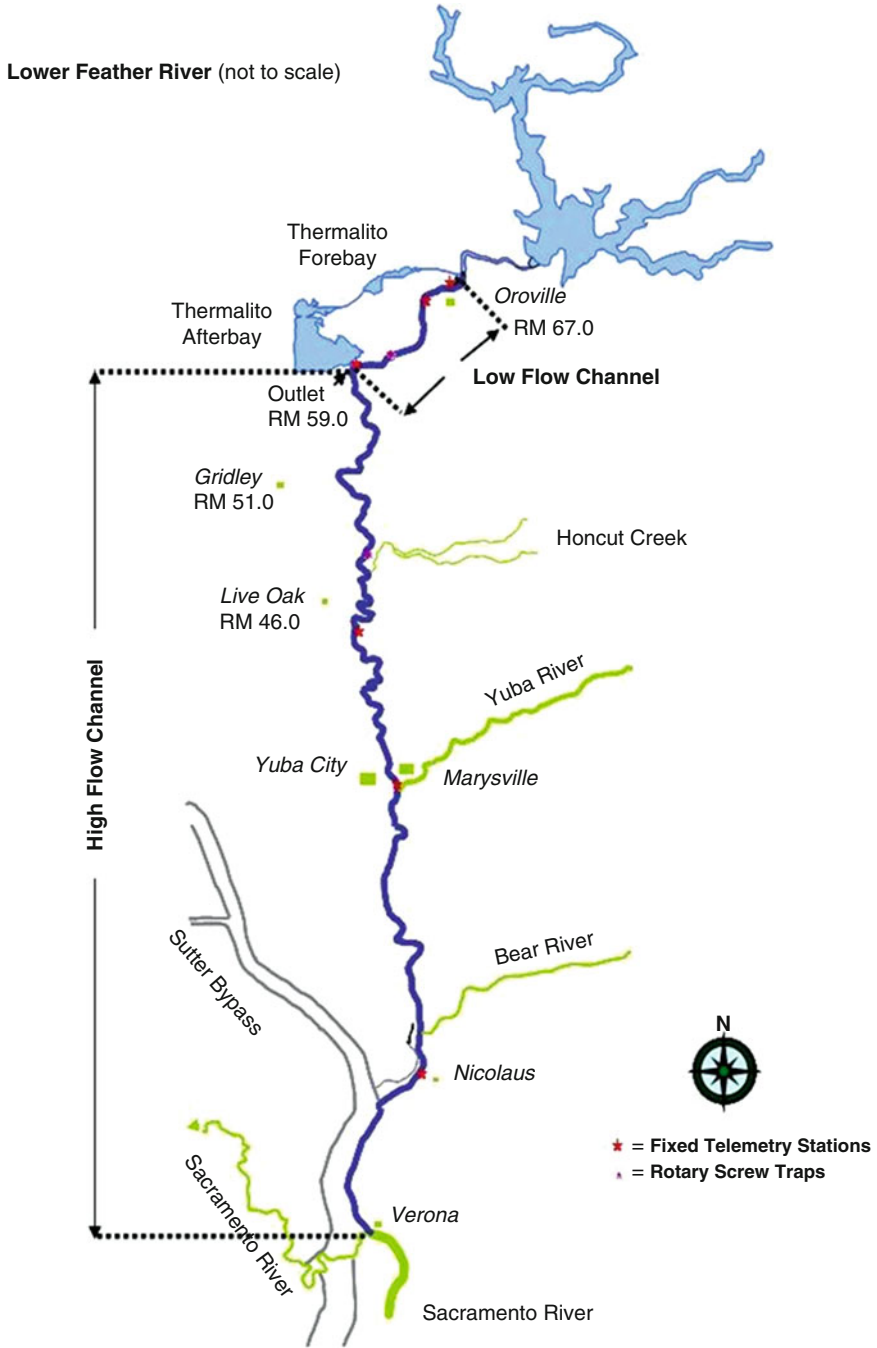 Lower Feather River (not to scale)
Thermalito
Forebay
Oroville
RM 67.0
Thermalito
Afterbay
Low Flow Channel
Outlet
RM 59.0
Gridley
RM 51.0
Honcut Creek
Live Oak
RM 46.0
High Flow Channel
Yuba River
Yuba City
Marysville
Sutter Bypass
Bear River
N
Nicolaus
= Fixed Telemetry Stations
= Rotary Screw Traps
Sacramento River
Verona
Sacramento River